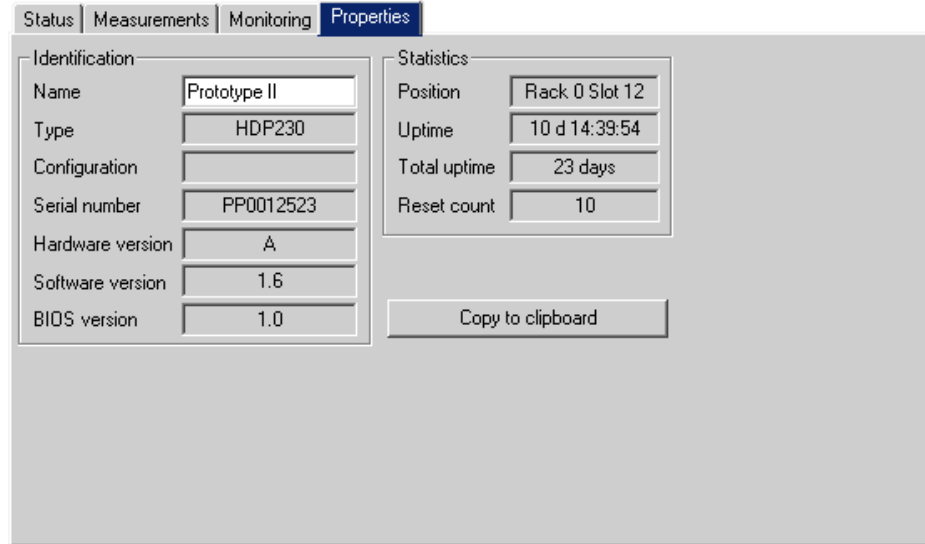 Status Measurements Monitoring Properties
Identification
Name Prototype II
Type HDP230
Configuration
Serial number PP0012523
Hardware version A
Software version 1.6
BIOS version 1.0
Statistics
Position Rack 0 Slot 12
Uptime 10 d 14:39:54
Total uptime 23 days
Reset count 10
Copy to clipboard